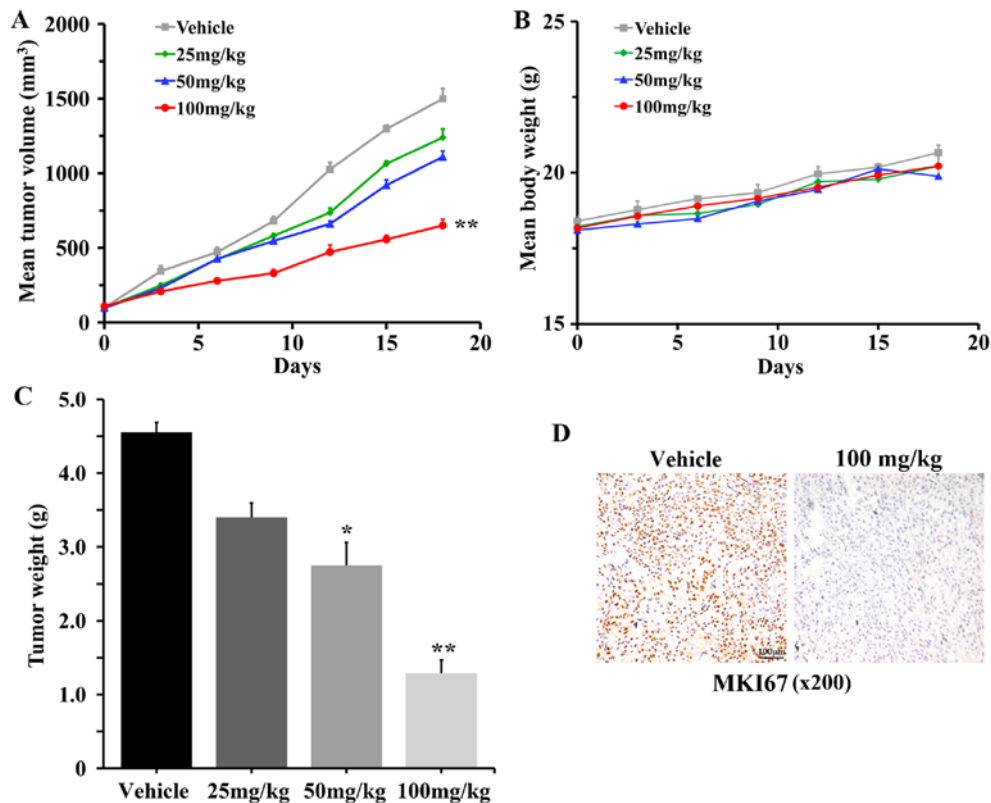 A
Mean tumor volume (mm³)
2000
1500
1000
500
0
Vehicle
25mg/kg
50mg/kg
100mg/kg
**
0
5
10
15
20
Days
B
Mean body weight (g)
25
20
15
Vehicle
25mg/kg
50mg/kg
100mg/kg
0
5
10
15
20
Days
C
Tumor weight (g)
5.0
4.0
3.0
2.0
1.0
0
*
**
Vehicle
25mg/kg
50mg/kg
100mg/kg
D
Vehicle
100 mg/kg
100μm
MKI67 (x200)